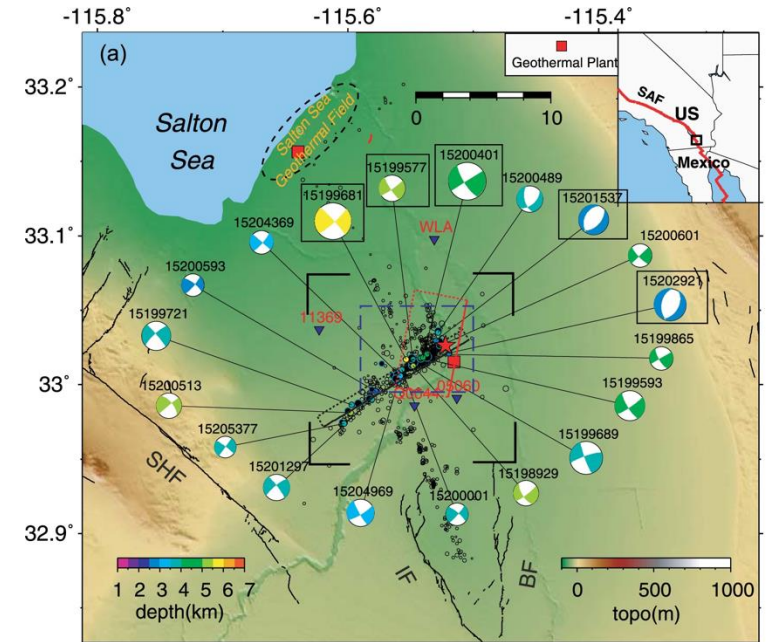 -115.8
-115.6
-115.4
(a)
Geothermal Plant
33.2
0
10
SAF
US
Mexico
Salton
Sea
Salton Sea
Geothermal Field
15199577
15200401
15200489
15199681
15201537
15204369
WLA
33.1
15200601
15200593
15202921
15199721
11369
15199865
33
05060
15199593
15200513
15205377
15199689
SHF
15201297
15204969
15200001
15198929
32.9
IF
BF
1 2 3 4 5 6 7
depth(km)
0 500 1000
topo(m)